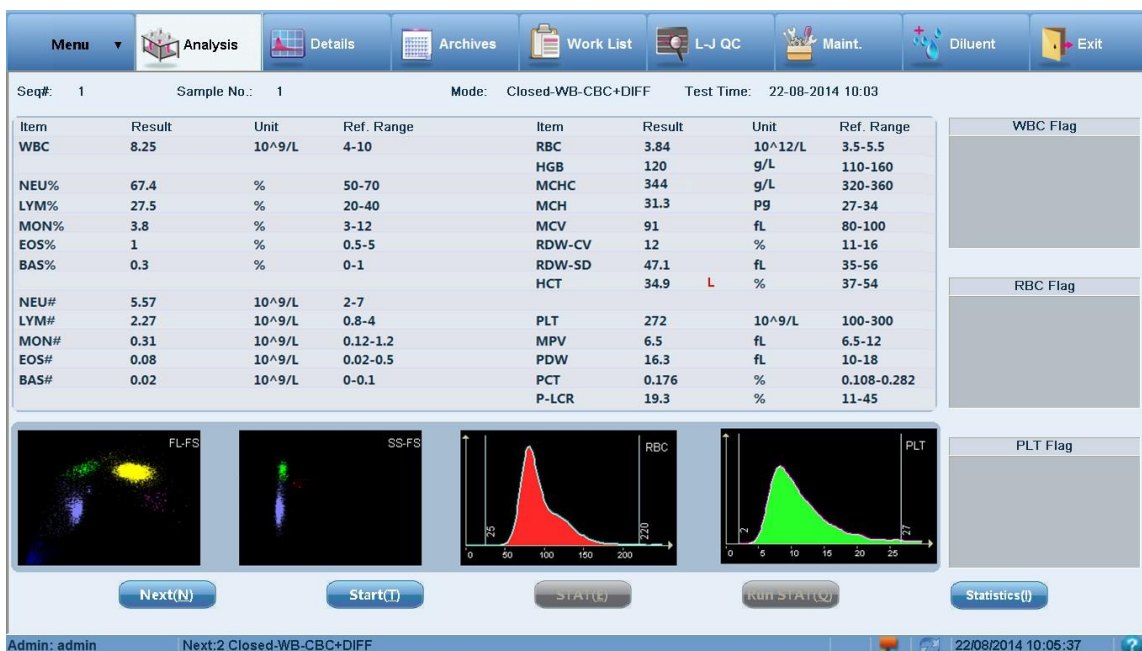 Menu ▼ Analysis Details Archives Work List L-J QC Maint. Diluent Exit
Seq#: 1 Sample No.: 1 Mode: Closed-WB-CBC+DIFF Test Time: 22-08-2014 10:03
Item Result Unit Ref. Range
WBC 8.25 10^9/L 4-10
NEU% 67.4 % 50-70
LYM% 27.5 % 20-40
MON% 3.8 % 3-12
EOS% 1 % 0.5-5
BAS% 0.3 % 0-1
NEU# 5.57 10^9/L 2-7
LYM# 2.27 10^9/L 0.8-4
MON# 0.31 10^9/L 0.12-1.2
EOS# 0.08 10^9/L 0.02-0.5
BAS# 0.02 10^9/L 0-0.1
Item Result Unit Ref. Range
RBC 3.84 10^12/L 3.5-5.5
HGB 120 g/L 110-160
MCHC 344 g/L 320-360
MCH 31.3 pg 27-34
MCV 91 fL 80-100
RDW-CV 12 % 11-16
RDW-SD 47.1 fL 35-56
HCT 34.9 L % 37-54
PLT 272 10^9/L 100-300
MPV 6.5 fL 6.5-12
PDW 16.3 fL 10-18
PCT 0.176 % 0.108-0.282
P-LCR 19.3 % 11-45
WBC Flag
RBC Flag
PLT Flag
FL-FS
SS-FS
RBC
25
220
0 50 100 150 200
PLT
2
27
0 5 10 15 20 25
Next(N) Start(T) STAT(E) Run STAT(Q) Statistics(I)
Admin: admin Next:2 Closed-WB-CBC+DIFF 22/08/2014 10:05:37 ?